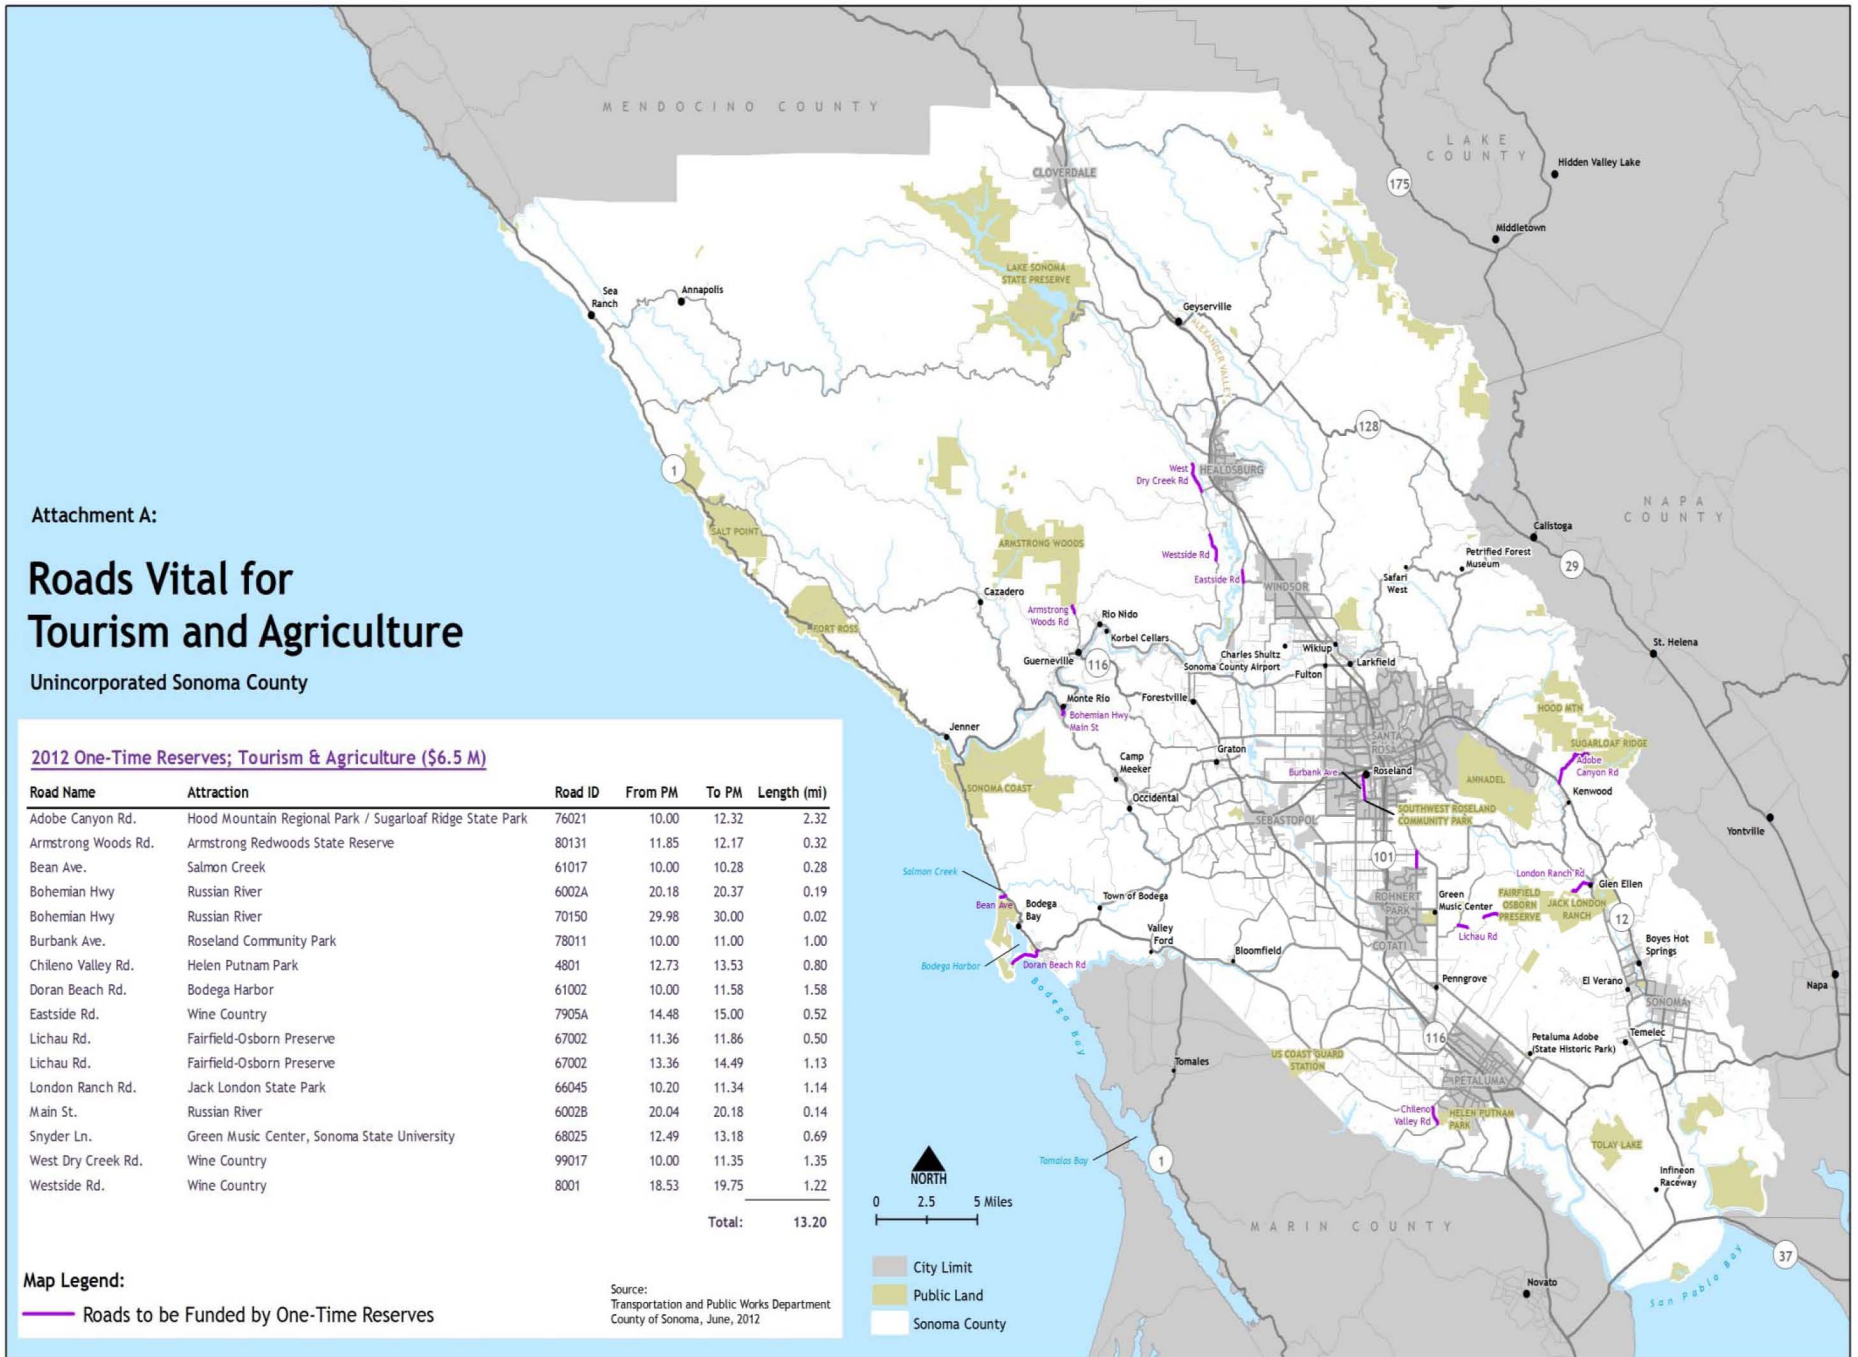 MENDOCINO COUNTY
LAKE
COUNTY
175
Hidden Valley Lake
Middletown
CLOVERDALE
LAKE SONOMA
STATE PRESERVE
Sea
Ranch
Annapolis
Geyserville
ALEXANDER VALLEY
128
1
West
Dry Creek Rd
HEALDSBURG
NAPA
COUNTY
SALT POINT
ARMSTRONG WOODS
Westside Rd
Eastside Rd
WINDSOR
Calistoga
Petrified Forest
Museum
29
Safari
West
Cazadero
FORT ROSS
Armstrong
Woods Rd
Rio Nido
Korbel Cellars
Guerneville
116
Charles Shultz
Sonoma County Airport
Wikiup
Larkfield
Fulton
St. Helena
Monte Rio
Bohemian Hwy
Main St
Forestville
HOOD MTN
SUGARLOAF RIDGE
Adobe
Canyon Rd
Jenner
Camp
Meeker
Graton
SANTA
ROSA
Burbank Ave
Roseland
ANNADEL
Kenwood
SONOMA COAST
Occidental
SEBASTOPOL
SOUTHWEST ROSELAND
COMMUNITY PARK
Yontville
101
Salmon Creek
Bean Ave
Bodega
Bay
Town of Bodega
ROHNERT
PARK
Green
Music Center
London Ranch Rd
Glen Ellen
FAIRFIELD
OSBORN
PRESERVE
JACK LONDON
RANCH
12
Valley
Ford
Bloomfield
COTATI
Lichau Rd
Boyes Hot
Springs
Bodega Harbor
Doran Beach Rd
Bodega Bay
Penngrove
El Verano
SONOMA
Napa
116
Petaluma Adobe
(State Historic Park)
Temelec
Tomales
US COAST GUARD
STATION
PETALUMA
Chileno
Valley Rd
HELEN PUTNAM
PARK
TOLAY LAKE
Tamalas Bay
1
Infineon
Raceway
MARIN COUNTY
37
Novato
San Pablo Bay
Attachment A:
Roads Vital for
Tourism and Agriculture
Unincorporated Sonoma County
2012 One-Time Reserves; Tourism & Agriculture ($6.5 M)
Road Name Attraction Road ID From PM To PM Length (mi)
Adobe Canyon Rd. Hood Mountain Regional Park / Sugarloaf Ridge State Park 76021 10.00 12.32 2.32
Armstrong Woods Rd. Armstrong Redwoods State Reserve 80131 11.85 12.17 0.32
Bean Ave. Salmon Creek 61017 10.00 10.28 0.28
Bohemian Hwy Russian River 6002A 20.18 20.37 0.19
Bohemian Hwy Russian River 70150 29.98 30.00 0.02
Burbank Ave. Roseland Community Park 78011 10.00 11.00 1.00
Chileno Valley Rd. Helen Putnam Park 4801 12.73 13.53 0.80
Doran Beach Rd. Bodega Harbor 61002 10.00 11.58 1.58
Eastside Rd. Wine Country 7905A 14.48 15.00 0.52
Lichau Rd. Fairfield-Osborn Preserve 67002 11.36 11.86 0.50
Lichau Rd. Fairfield-Osborn Preserve 67002 13.36 14.49 1.13
London Ranch Rd. Jack London State Park 66045 10.20 11.34 1.14
Main St. Russian River 6002B 20.04 20.18 0.14
Snyder Ln. Green Music Center, Sonoma State University 68025 12.49 13.18 0.69
West Dry Creek Rd. Wine Country 99017 10.00 11.35 1.35
Westside Rd. Wine Country 8001 18.53 19.75 1.22
Total: 13.20
Map Legend:
Roads to be Funded by One-Time Reserves
Source:
Transportation and Public Works Department
County of Sonoma, June, 2012
NORTH
0 2.5 5 Miles
City Limit
Public Land
Sonoma County